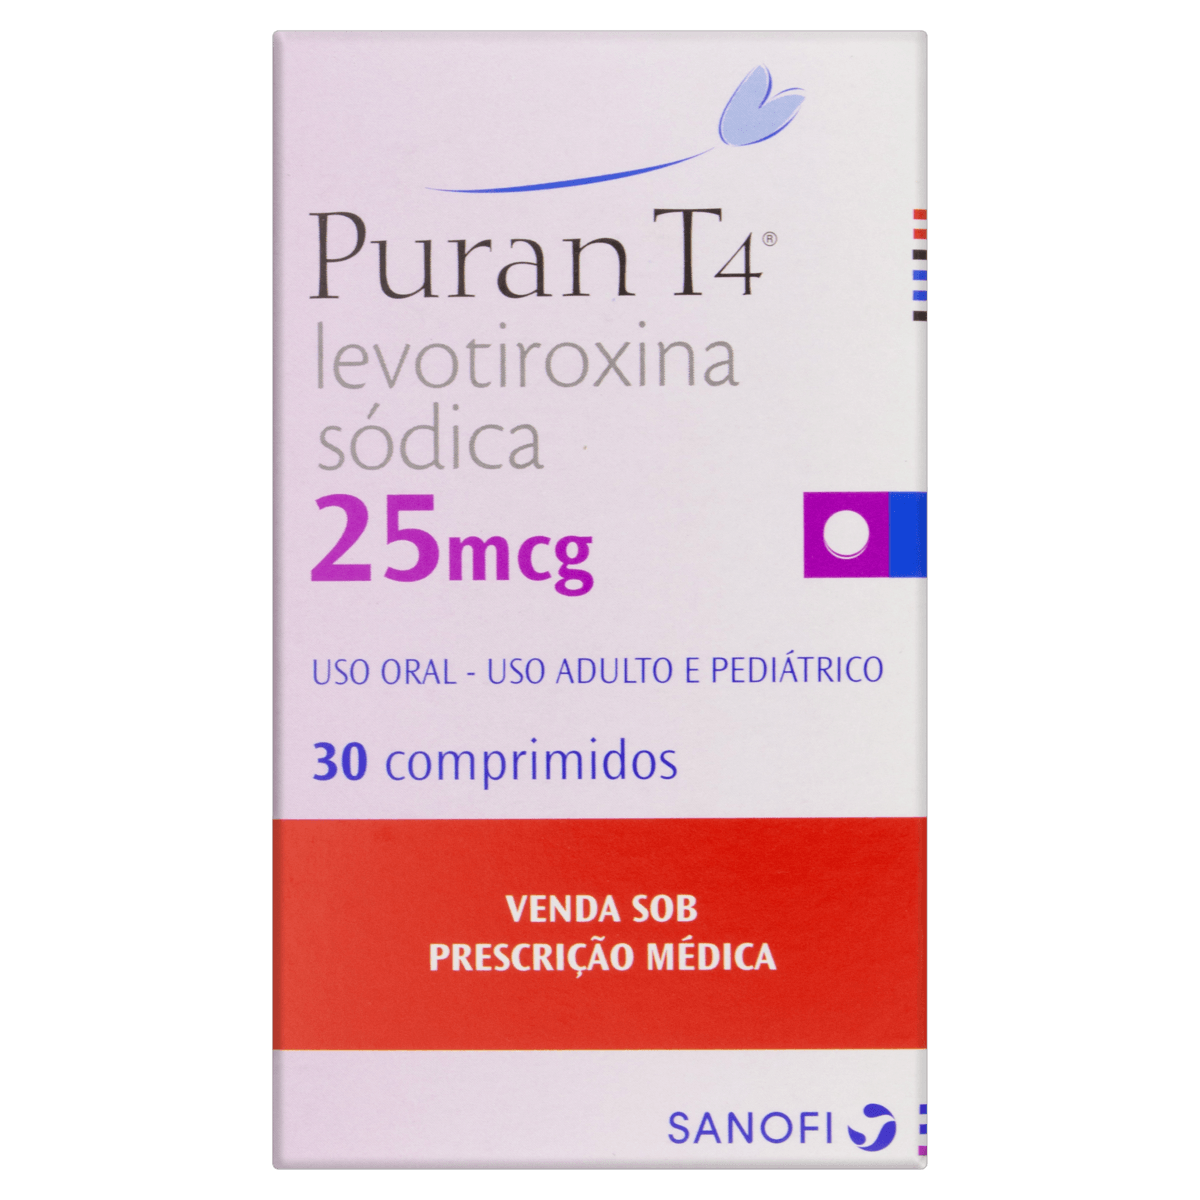 Puran T4®
levotiroxina
sódica
25mcg
USO ORAL - USO ADULTO E PEDIÁTRICO
30 comprimidos
VENDA SOB
PRESCRIÇÃO MÉDICA
SANOFI